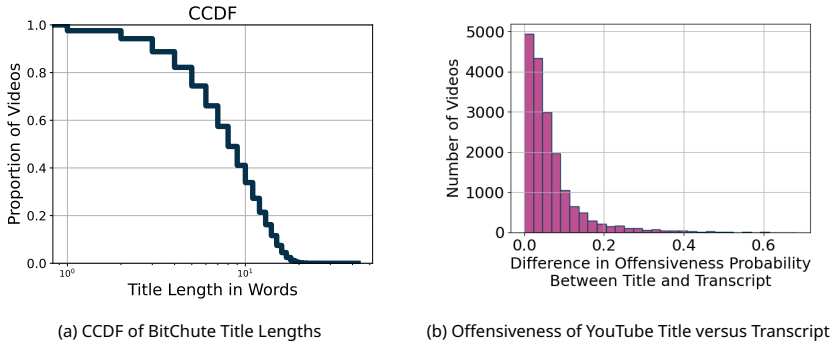 CCDF
1.0
0.8
0.6
0.4
0.2
0.0
10⁰
10¹
Proportion of Videos
Title Length in Words
(a) CCDF of BitChute Title Lengths
5000
4000
3000
2000
1000
0
0.0
0.2
0.4
0.6
Number of Videos
Difference in Offensiveness Probability
Between Title and Transcript
(b) Offensiveness of YouTube Title versus Transcript